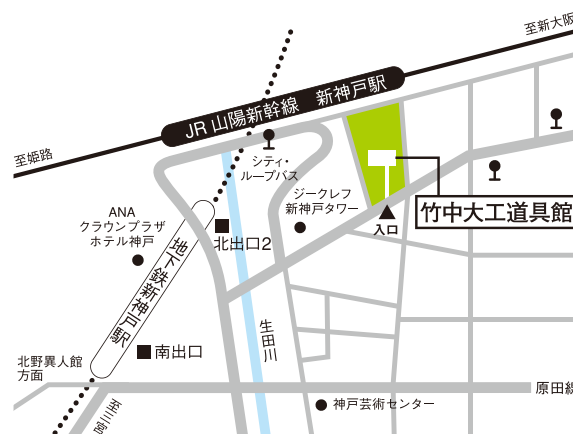 至新大阪
JR 山陽新幹線 新神戸駅
至姫路
シティ・
ループバス
ジークレフ
新神戸タワー
竹中大工道具館
入口
ANA
クラウンプラザ
ホテル神戸
北出口2
地下鉄新神戸駅
生田川
南出口
北野異人館
方面
原田線
至三宮
神戸芸術センター